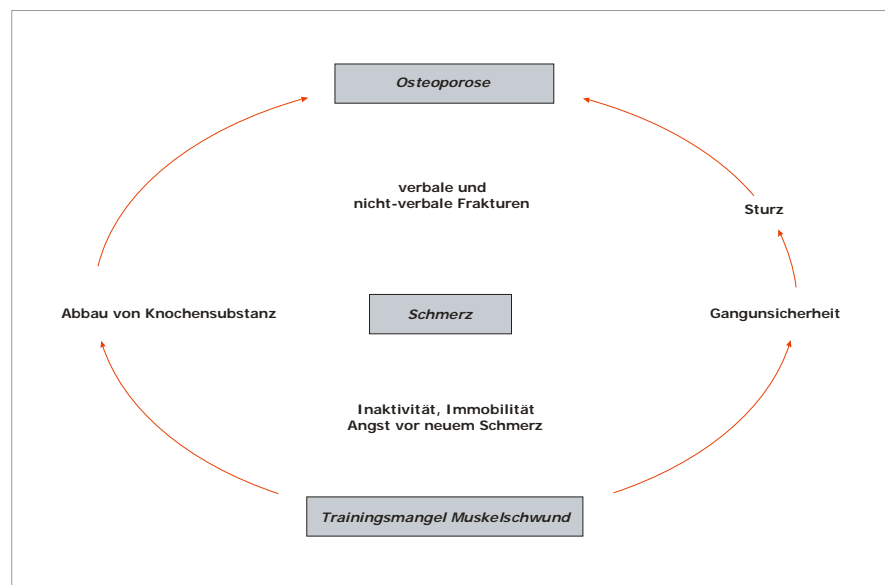 Osteoporose
verbale und
nicht-verbale Frakturen
Sturz
Abbau von Knochensubstanz
Schmerz
Gangunsicherheit
Inaktivität, Immobilität
Angst vor neuem Schmerz
Trainingsmangel Muskelschwund